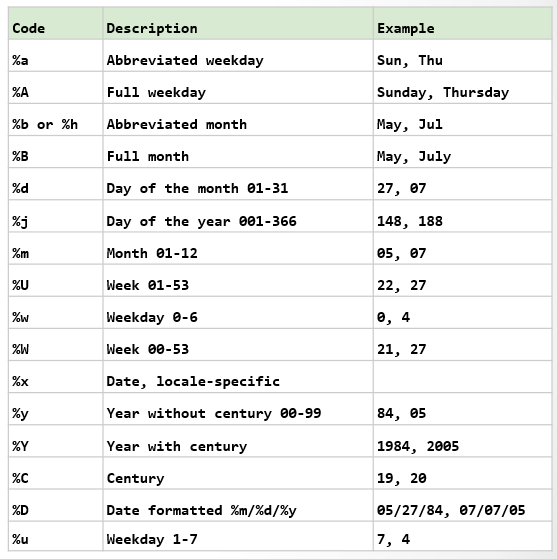 Code Description Example
%a Abbreviated weekday Sun, Thu
%A Full weekday Sunday, Thursday
%b or %h Abbreviated month May, Jul
%B Full month May, July
%d Day of the month 01-31 27, 07
%j Day of the year 001-366 148, 188
%m Month 01-12 05, 07
%U Week 01-53 22, 27
%w Weekday 0-6 0, 4
%W Week 00-53 21, 27
%x Date, locale-specific
%y Year without century 00-99 84, 05
%Y Year with century 1984, 2005
%C Century 19, 20
%D Date formatted %m/%d/%y 05/27/84, 07/07/05
%u Weekday 1-7 7, 4